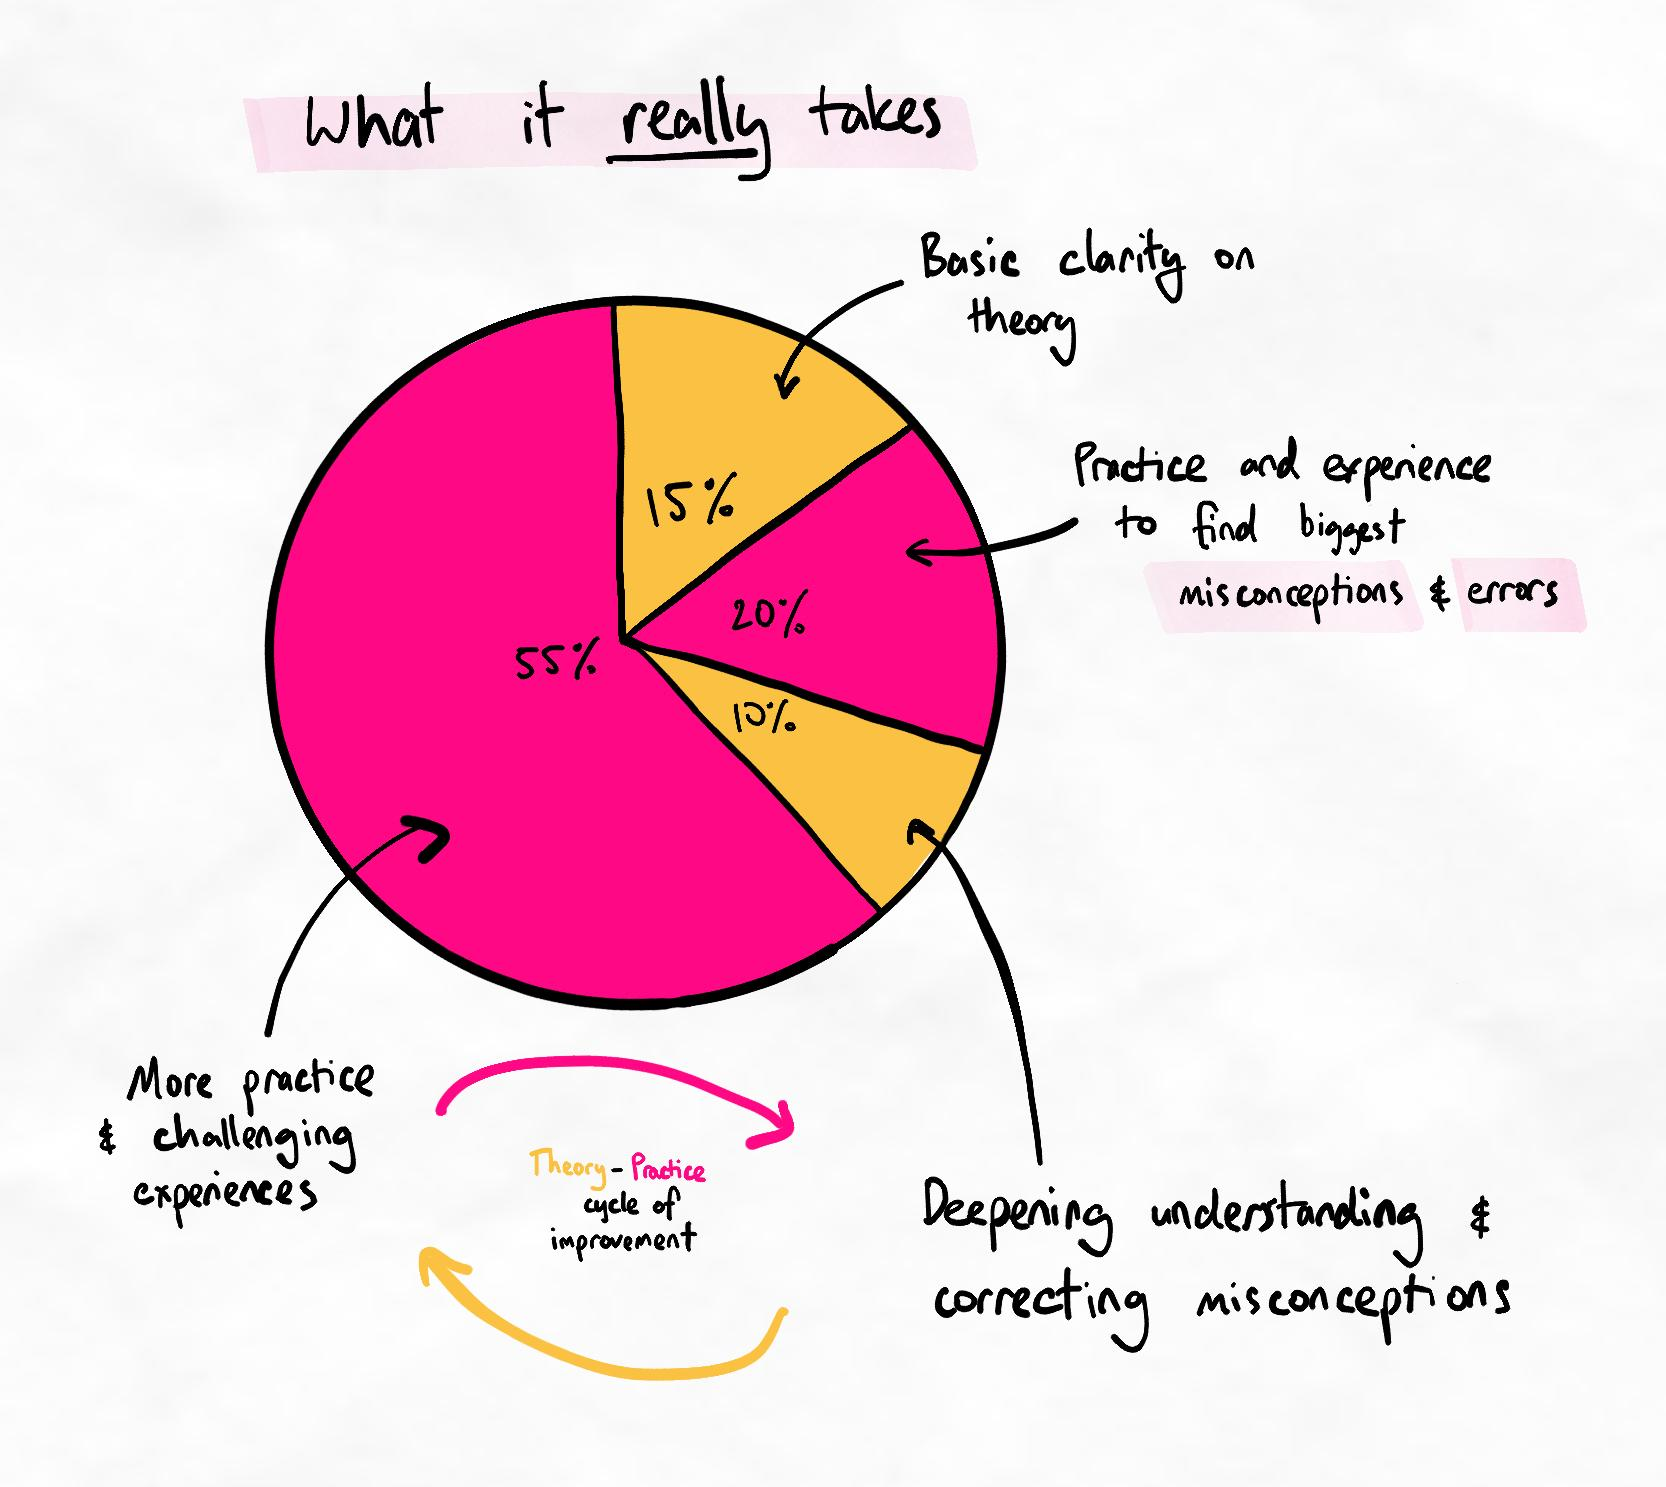 What it really takes
Basic clarity on
theory
15%
Practice and experience
to find biggest
misconceptions & errors
20%
55%
10%
More practice
& challenging
experiences
Theory - Practice
cycle of
improvement
Deepening understanding &
correcting misconceptions